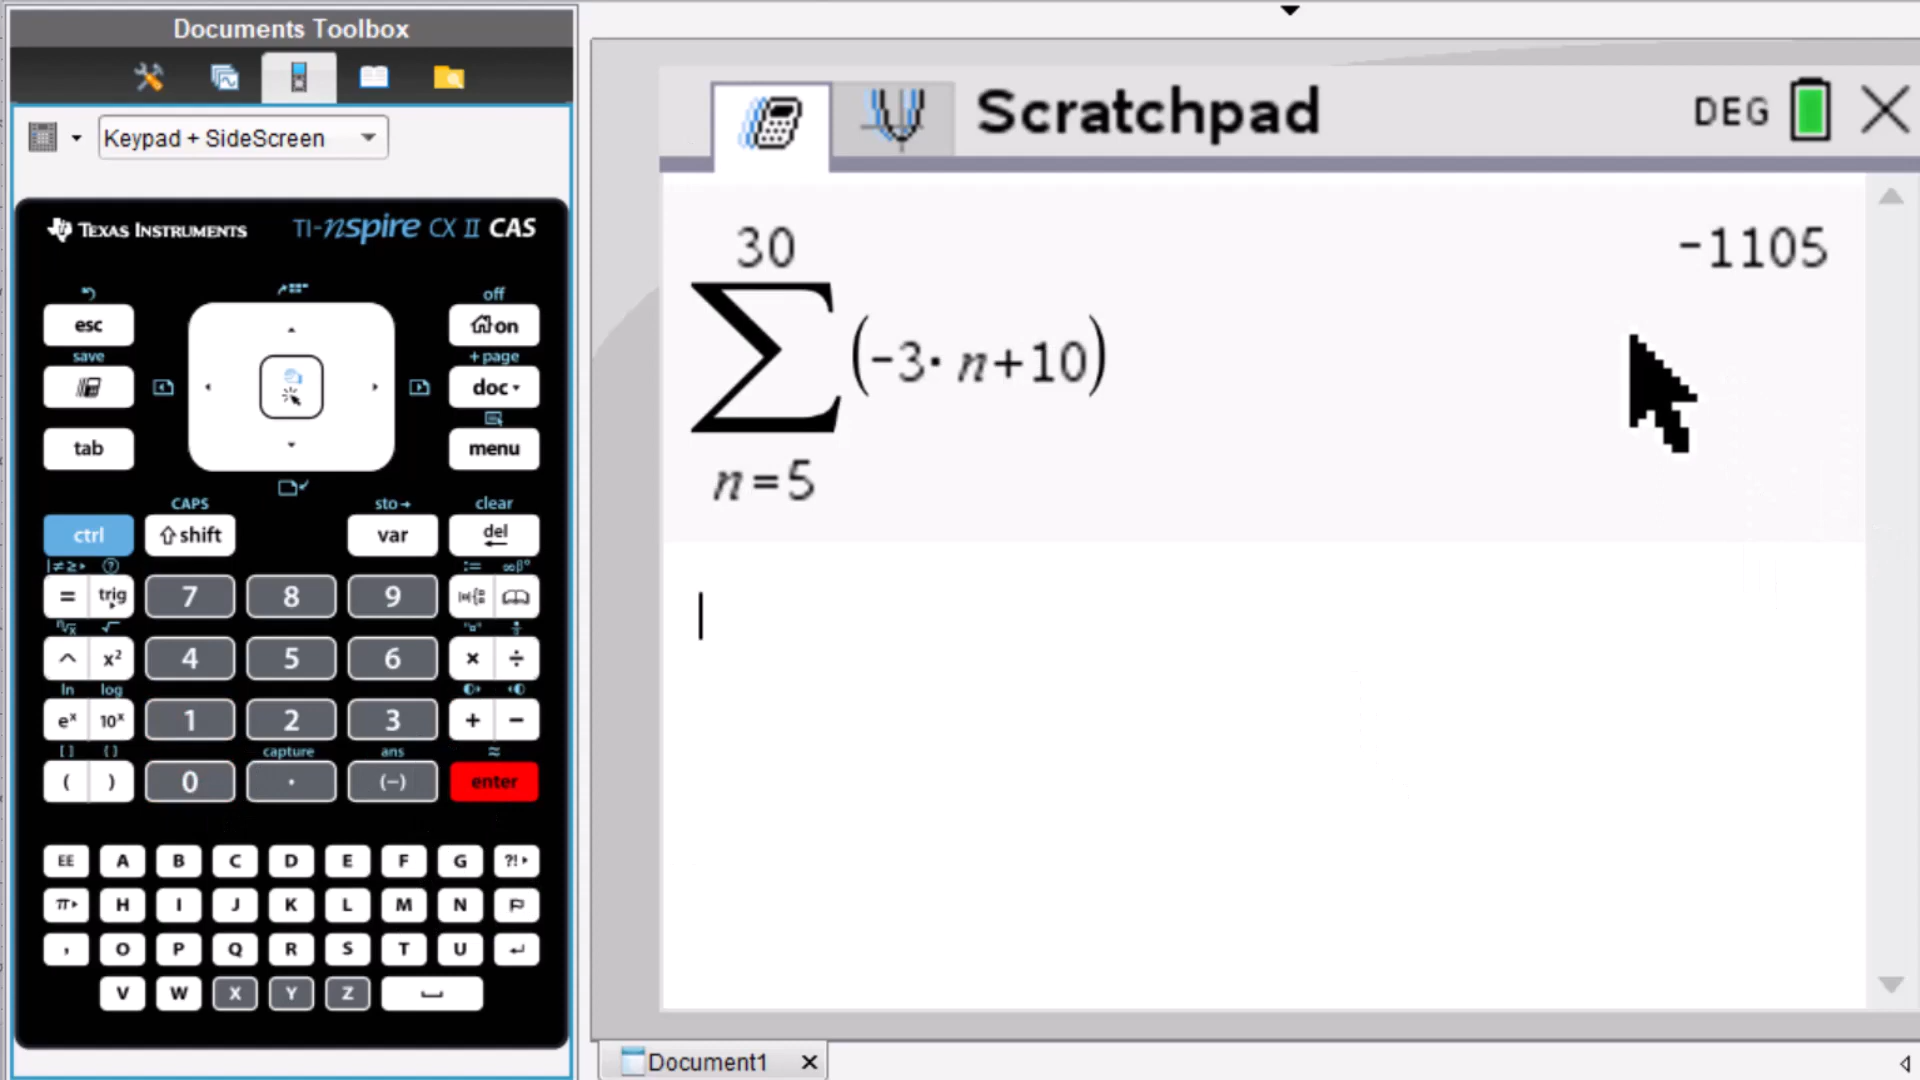 Documents Toolbox
Keypad + SideScreen
TEXAS INSTRUMENTS TI-nspire CX II CAS
off
esc
on
save
+ page
doc
tab
menu
CAPS sto→ clear
ctrl shift var del
|≠≥▸ ? := ∞β°
= trig 7 8 9
ⁿ√x √
^ x² 4 5 6 × ÷
ln log
eˣ 10ˣ 1 2 3 + −
[ ] { } capture ans ≈
( ) 0 . (−) enter
EE A B C D E F G ?!▸
π▸ H I J K L M N
, O P Q R S T U
V W X Y Z
Scratchpad DEG
30
∑ (-3· n+10)
n=5
-1105
Document1